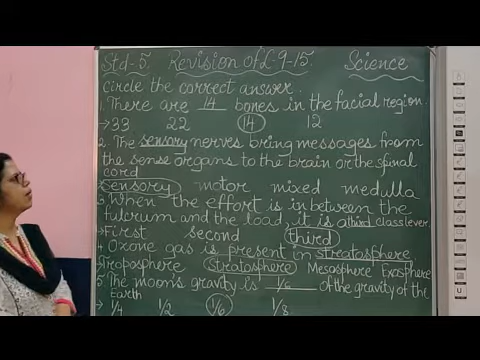 Std-5. Revision of L-9-15. Science
Circle the correct answer.
1. There are 14 bones in the facial region.
→33 22 14 12
2. The sensory nerves bring messages from
the sense organs to the brain or the spinal
cord
Sensory motor mixed medulla
3. When the effort is in between the
fulcrum and the load, it is a third class lever.
First second third
4. Ozone gas is present in stratosphere.
Troposphere Stratosphere Mesosphere Exosphere
5. The moon's gravity is 1/6 of the gravity of the
Earth
→ 1/4 1/2 1/6 1/8